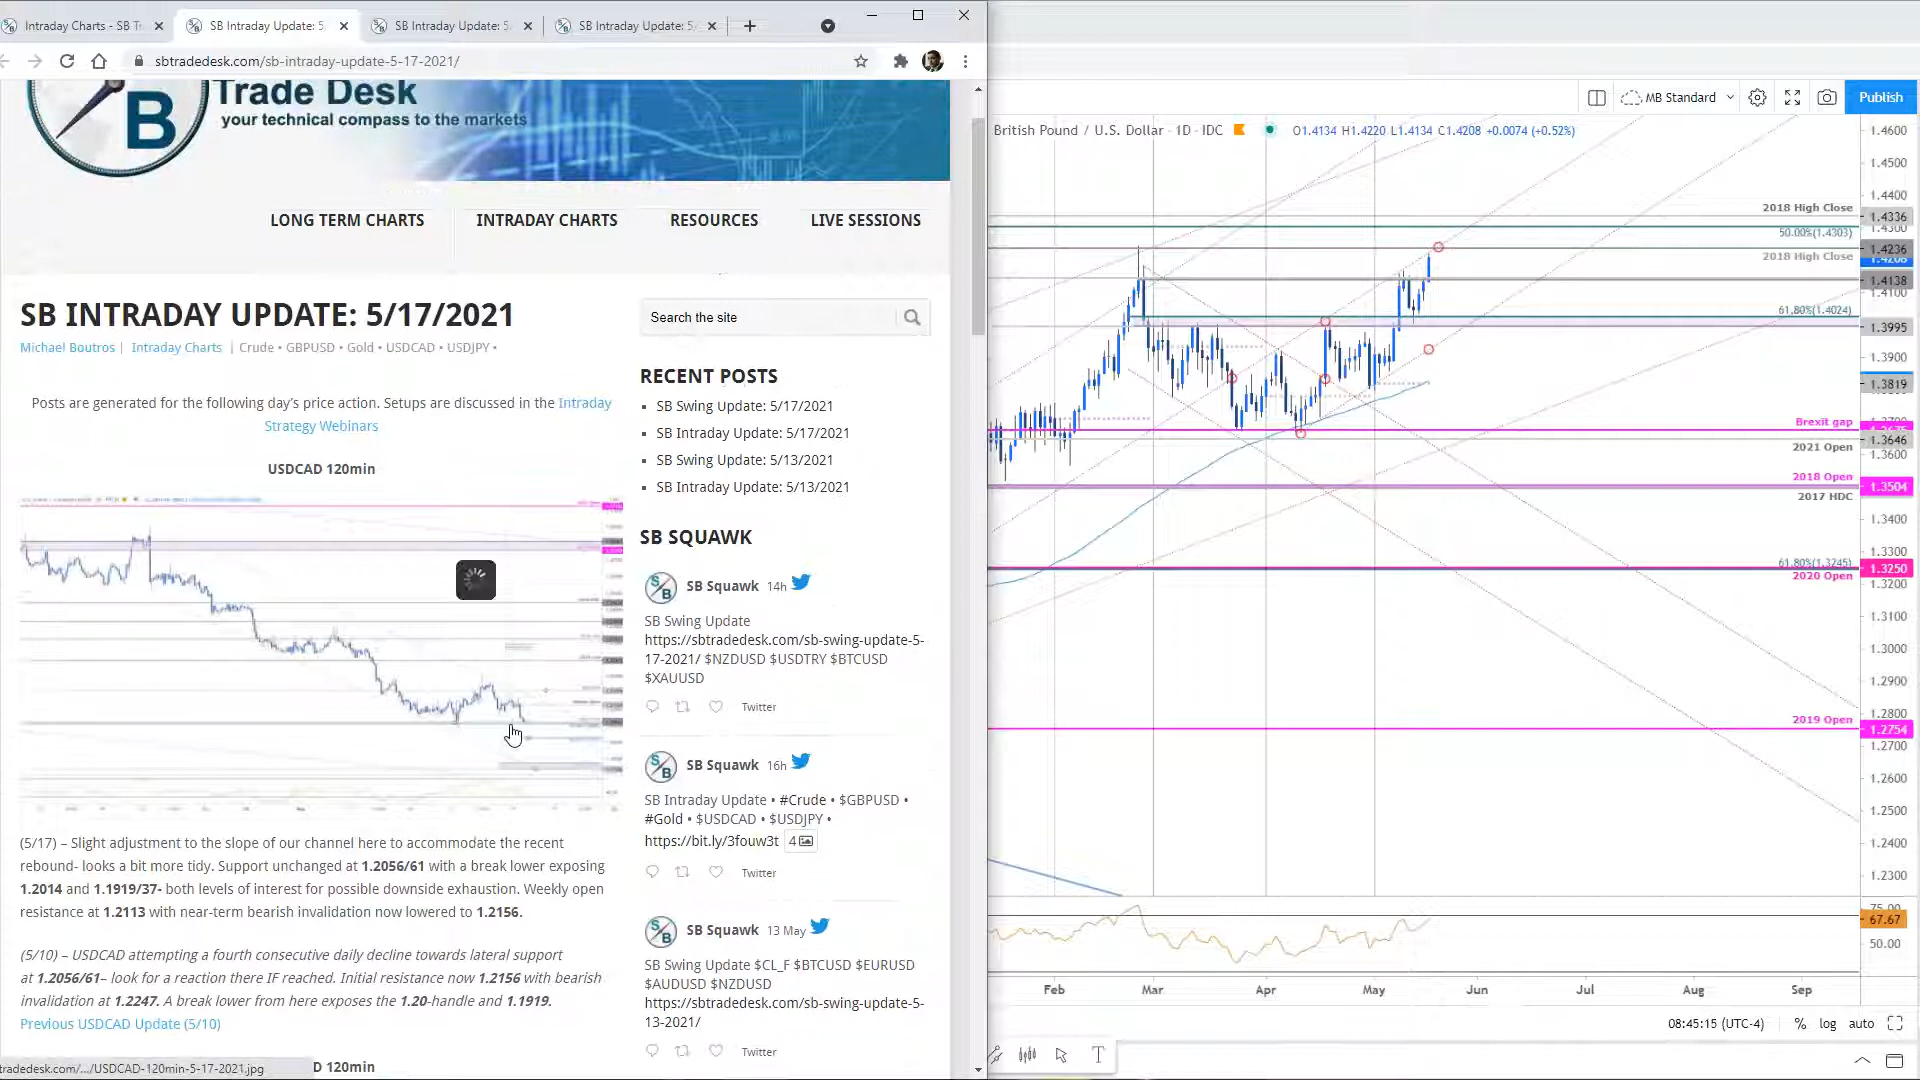 Intraday Charts - SB T
SB Intraday Update: 5
SB Intraday Update: 5
SB Intraday Update: 5
sbtradedesk.com/sb-intraday-update-5-17-2021/
SB
Trade Desk
your technical compass to the markets
LONG TERM CHARTS
INTRADAY CHARTS
RESOURCES
LIVE SESSIONS
SB INTRADAY UPDATE: 5/17/2021
Michael Boutros | Intraday Charts | Crude • GBPUSD • Gold • USDCAD • USDJPY •
Posts are generated for the following day's price action. Setups are discussed in the Intraday
Strategy Webinars
USDCAD 120min
(5/17) – Slight adjustment to the slope of our channel here to accommodate the recent
rebound- looks a bit more tidy. Support unchanged at 1.2056/61 with a break lower exposing
1.2014 and 1.1919/37- both levels of interest for possible downside exhaustion. Weekly open
resistance at 1.2113 with near-term bearish invalidation now lowered to 1.2156.
(5/10) – USDCAD attempting a fourth consecutive daily decline towards lateral support
at 1.2056/61– look for a reaction there IF reached. Initial resistance now 1.2156 with bearish
invalidation at 1.2247. A break lower from here exposes the 1.20-handle and 1.1919.
Previous USDCAD Update (5/10)
D 120min
tradedesk.com/.../USDCAD-120min-5-17-2021.jpg
Search the site
RECENT POSTS
SB Swing Update: 5/17/2021
SB Intraday Update: 5/17/2021
SB Swing Update: 5/13/2021
SB Intraday Update: 5/13/2021
SB SQUAWK
SB Squawk 14h
SB Swing Update
https://sbtradedesk.com/sb-swing-update-5-
17-2021/ $NZDUSD $USDTRY $BTCUSD
$XAUUSD
Twitter
SB Squawk 16h
SB Intraday Update • #Crude • $GBPUSD •
#Gold • $USDCAD • $USDJPY •
https://bit.ly/3fouw3t 4
Twitter
SB Squawk 13 May
SB Swing Update $CL_F $BTCUSD $EURUSD
$AUDUSD $NZDUSD
https://sbtradedesk.com/sb-swing-update-5-
13-2021/
Twitter
MB Standard
Publish
British Pound / U.S. Dollar · 1D · IDC O1.4134 H1.4220 L1.4134 C1.4208 +0.0074 (+0.52%)
1.4600
1.4500
1.4400
2018 High Close
1.4336
1.4300
50.00%(1.4303)
1.4236
2018 High Close
1.4208
1.4138
1.4100
61.80%(1.4024)
1.3995
1.3900
1.3819
Brexit gap
1.3646
2021 Open
1.3600
2018 Open
1.3504
2017 HDC
1.3400
1.3300
61.80%(1.3245)
1.3250
2020 Open
1.3200
1.3100
1.3000
1.2900
1.2800
2019 Open
1.2754
1.2700
1.2600
1.2500
1.2400
1.2300
75.00
67.67
50.00
Feb
Mar
Apr
May
Jun
Jul
Aug
Sep
08:45:15 (UTC-4)
%
log
auto